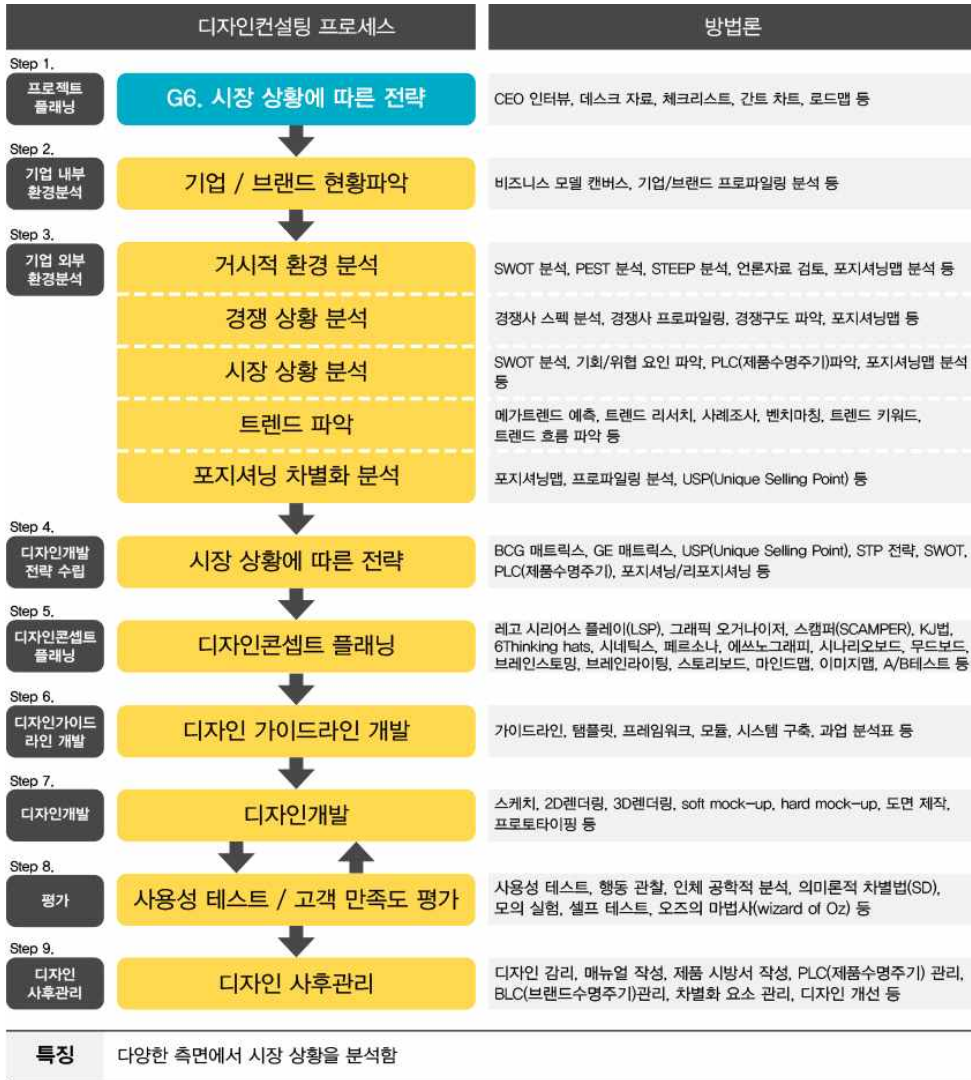 디자인컨설팅 프로세스
방법론
Step 1.
프로젝트
플래닝
G6. 시장 상황에 따른 전략
CEO 인터뷰, 데스크 자료, 체크리스트, 간트 차트, 로드맵 등
Step 2.
기업 내부
환경분석
기업 / 브랜드 현황파악
비즈니스 모델 캔버스, 기업/브랜드 프로파일링 분석 등
Step 3.
기업 외부
환경분석
거시적 환경 분석
SWOT 분석, PEST 분석, STEEP 분석, 언론자료 검토, 포지셔닝맵 분석 등
경쟁 상황 분석
경쟁사 스펙 분석, 경쟁사 프로파일링, 경쟁구도 파악, 포지셔닝맵 등
시장 상황 분석
SWOT 분석, 기회/위협 요인 파악, PLC(제품수명주기)파악, 포지셔닝맵 분석
등
트렌드 파악
메가트렌드 예측, 트렌드 리서치, 사례조사, 벤치마칭, 트렌드 키워드,
트렌드 흐름 파악 등
포지셔닝 차별화 분석
포지셔닝맵, 프로파일링 분석, USP(Unique Selling Point) 등
Step 4.
디자인개발
전략 수립
시장 상황에 따른 전략
BCG 매트릭스, GE 매트릭스, USP(Unique Selling Point), STP 전략, SWOT,
PLC(제품수명주기), 포지셔닝/리포지셔닝 등
Step 5.
디자인콘셉트
플래닝
디자인콘셉트 플래닝
레고 시리어스 플레이(LSP), 그래픽 오거나이저, 스캠퍼(SCAMPER), KJ법,
6Thinking hats, 시네틱스, 페르소나, 에쓰노그래피, 시나리오보드, 무드보드,
브레인스토밍, 브레인라이팅, 스토리보드, 마인드맵, 이미지맵, A/B테스트 등
Step 6.
디자인가이드
라인 개발
디자인 가이드라인 개발
가이드라인, 탬플릿, 프레임워크, 모듈, 시스템 구축, 과업 분석표 등
Step 7.
디자인개발
디자인개발
스케치, 2D렌더링, 3D렌더링, soft mock-up, hard mock-up, 도면 제작,
프로토타이핑 등
Step 8.
평가
사용성 테스트 / 고객 만족도 평가
사용성 테스트, 행동 관찰, 인체 공학적 분석, 의미론적 차별법(SD),
모의 실험, 셀프 테스트, 오즈의 마법사(wizard of Oz) 등
Step 9.
디자인
사후관리
디자인 사후관리
디자인 감리, 매뉴얼 작성, 제품 시방서 작성, PLC(제품수명주기) 관리,
BLC(브랜드수명주기)관리, 차별화 요소 관리, 디자인 개선 등
특징
다양한 측면에서 시장 상황을 분석함